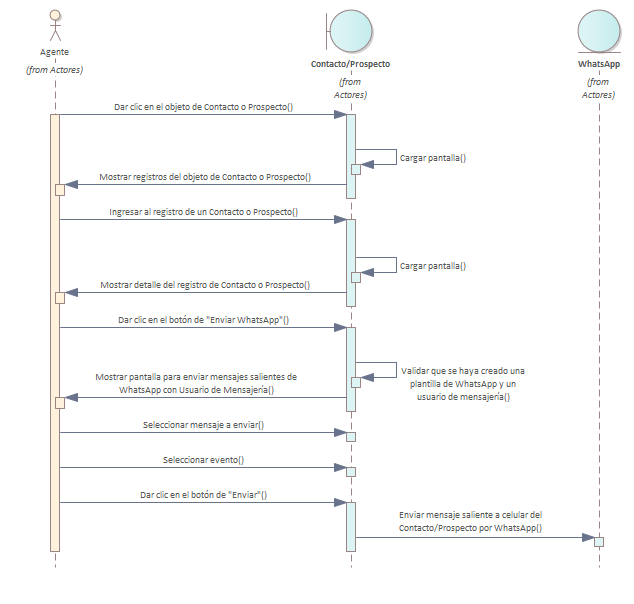 Agente
(from Actores)
Contacto/Prospecto
(from
Actores)
WhatsApp
(from
Actores)
Dar clic en el objeto de Contacto o Prospecto()
Cargar pantalla()
Mostrar registros del objeto de Contacto o Prospecto()
Ingresar al registro de un Contacto o Prospecto()
Cargar pantalla()
Mostrar detalle del registro de Contacto o Prospecto()
Dar clic en el botón de "Enviar WhatsApp"()
Validar que se haya creado una
plantilla de WhatsApp y un
usuario de mensajería()
Mostrar pantalla para enviar mensajes salientes de
WhatsApp con Usuario de Mensajería()
Seleccionar mensaje a enviar()
Seleccionar evento()
Dar clic en el botón de "Enviar"()
Enviar mensaje saliente a celular del
Contacto/Prospecto por WhatsApp()